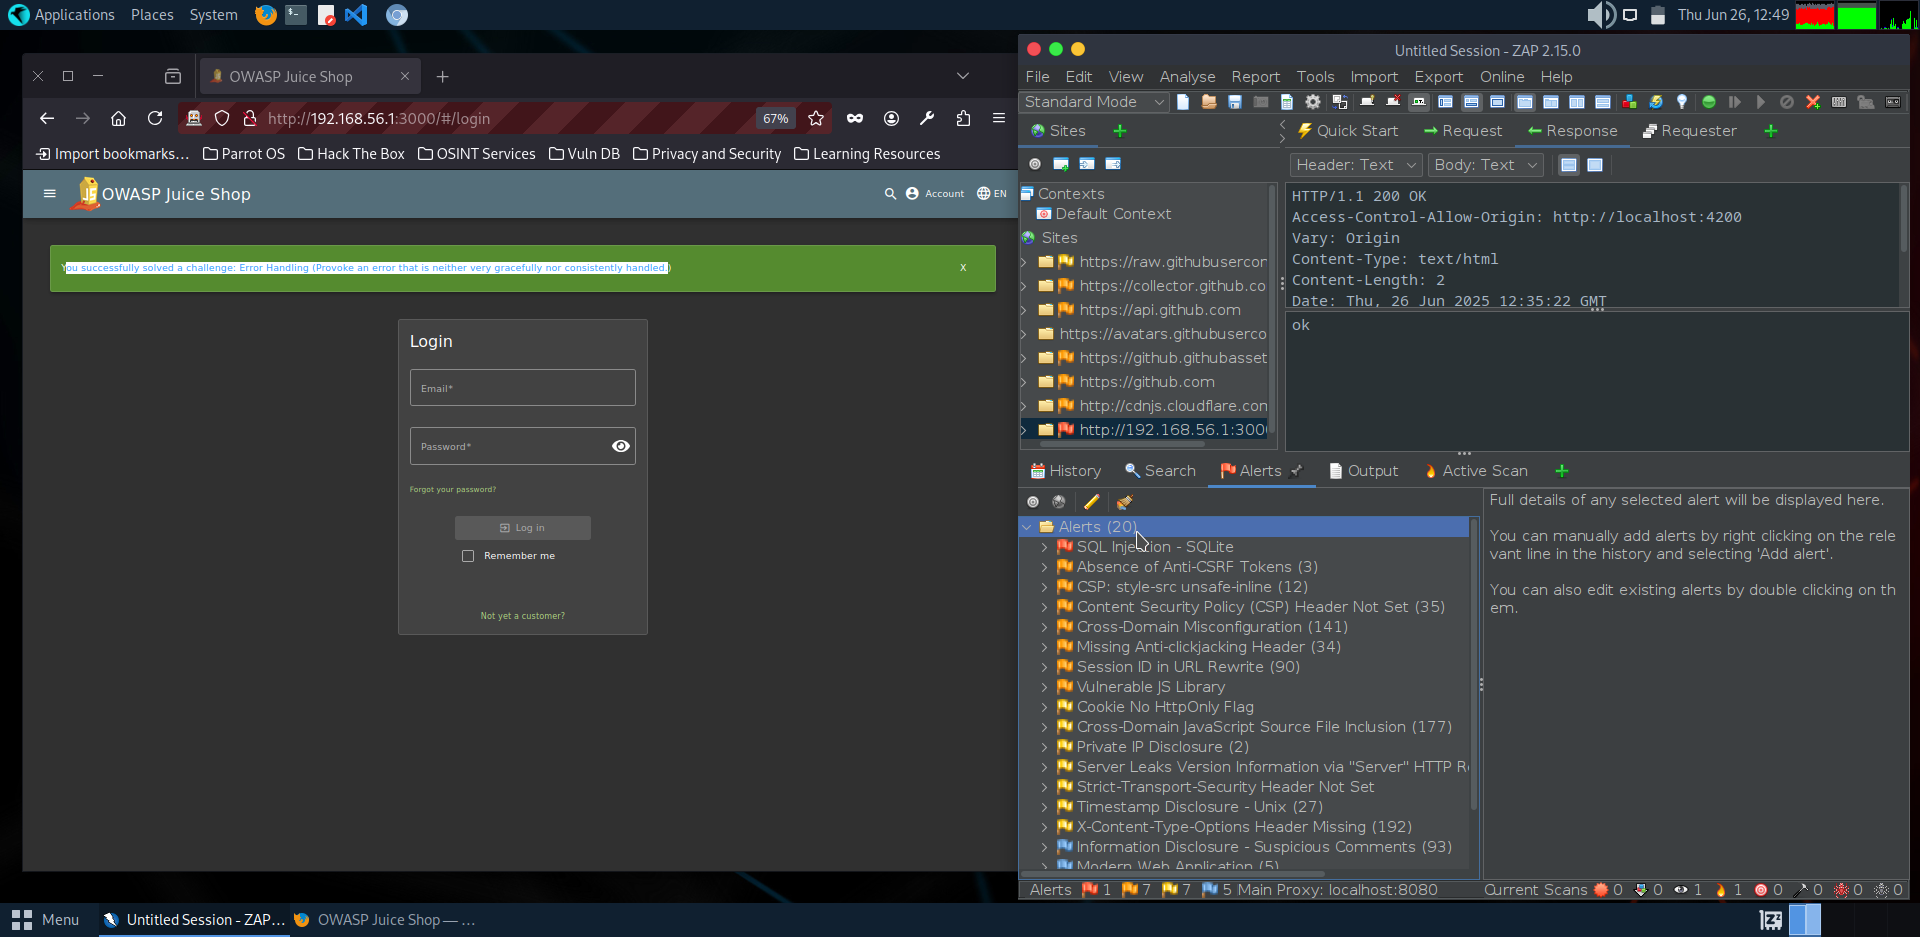 Applications
Places
System
Thu Jun 26, 12:49
OWASP Juice Shop
http://192.168.56.1:3000/#/login
67%
Import bookmarks...
Parrot OS
Hack The Box
OSINT Services
Vuln DB
Privacy and Security
Learning Resources
OWASP Juice Shop
Account
EN
You successfully solved a challenge: Error Handling (Provoke an error that is neither very gracefully nor consistently handled.)
X
Login
Email*
Password*
Forgot your password?
Log in
Remember me
Not yet a customer?
Untitled Session - ZAP 2.15.0
File Edit View Analyse Report Tools Import Export Online Help
Standard Mode
Sites
Quick Start
Request
Response
Requester
Header: Text
Body: Text
Contexts
Default Context
Sites
https://raw.githubusercor
https://collector.github.co
https://api.github.com
https://avatars.githubuserco
https://github.githubasset
https://github.com
http://cdnjs.cloudflare.con
http://192.168.56.1:300
HTTP/1.1 200 OK
Access-Control-Allow-Origin: http://localhost:4200
Vary: Origin
Content-Type: text/html
Content-Length: 2
Date: Thu, 26 Jun 2025 12:35:22 GMT
ok
History
Search
Alerts
Output
Active Scan
Alerts (20)
SQL Injection - SQLite
Absence of Anti-CSRF Tokens (3)
CSP: style-src unsafe-inline (12)
Content Security Policy (CSP) Header Not Set (35)
Cross-Domain Misconfiguration (141)
Missing Anti-clickjacking Header (34)
Session ID in URL Rewrite (90)
Vulnerable JS Library
Cookie No HttpOnly Flag
Cross-Domain JavaScript Source File Inclusion (177)
Private IP Disclosure (2)
Server Leaks Version Information via "Server" HTTP R
Strict-Transport-Security Header Not Set
Timestamp Disclosure - Unix (27)
X-Content-Type-Options Header Missing (192)
Information Disclosure - Suspicious Comments (93)
Modern Web Application (5)
Full details of any selected alert will be displayed here.
You can manually add alerts by right clicking on the rele
vant line in the history and selecting 'Add alert'.
You can also edit existing alerts by double clicking on th
em.
Alerts 1 7 7 5 Main Proxy: localhost:8080
Current Scans 0 0 1 1 0 0 0 0
Menu
Untitled Session - ZAP...
OWASP Juice Shop — ...